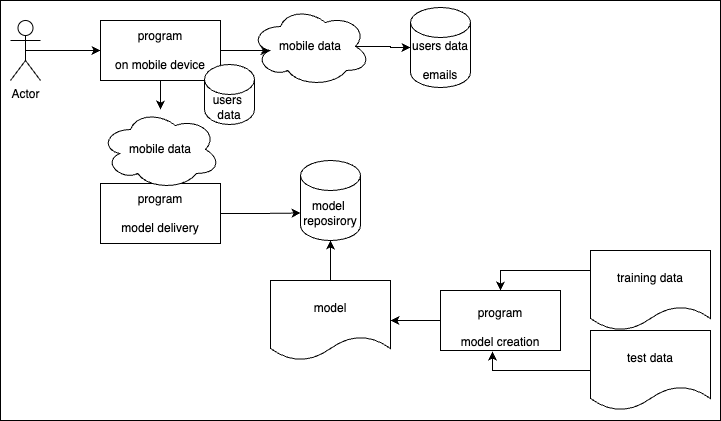 Actor
program
on mobile device
users
data
mobile data
users data
emails
mobile data
program
model delivery
model
reposirory
model
program
model creation
training data
test data